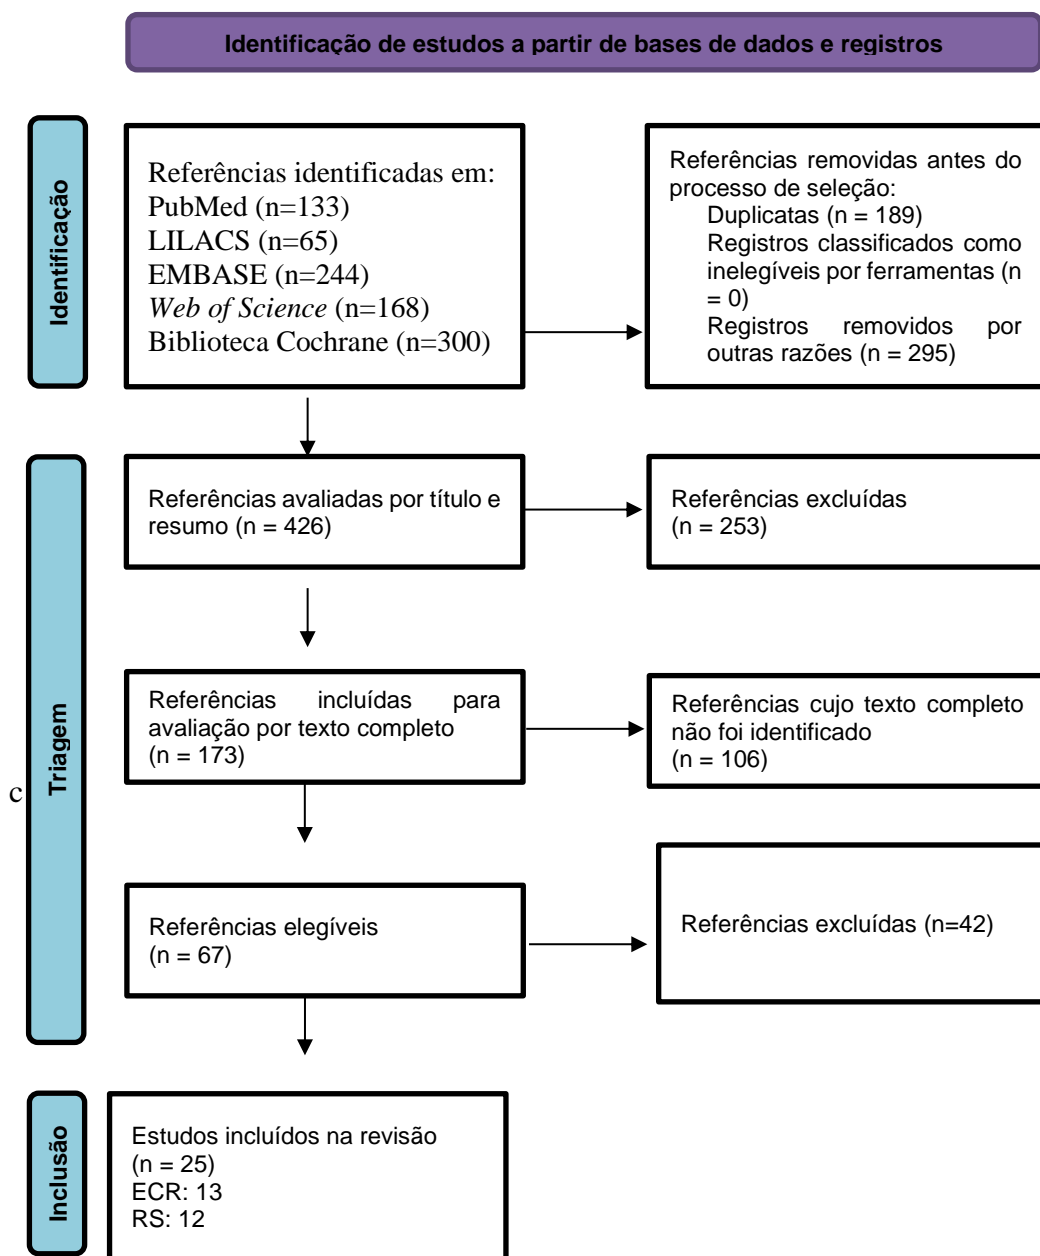 Identificação de estudos a partir de bases de dados e registros
Identificação
Referências identificadas em:
PubMed (n=133)
LILACS (n=65)
EMBASE (n=244)
Web of Science (n=168)
Biblioteca Cochrane (n=300)
Referências removidas antes do
processo de seleção:
Duplicatas (n = 189)
Registros classificados como
inelegíveis por ferramentas (n
= 0)
Registros removidos por
outras razões (n = 295)
Triagem
Referências avaliadas por título e
resumo (n = 426)
Referências excluídas
(n = 253)
Referências incluídas para
avaliação por texto completo
(n = 173)
Referências cujo texto completo
não foi identificado
(n = 106)
c
Referências elegíveis
(n = 67)
Referências excluídas (n=42)
Inclusão
Estudos incluídos na revisão
(n = 25)
ECR: 13
RS: 12